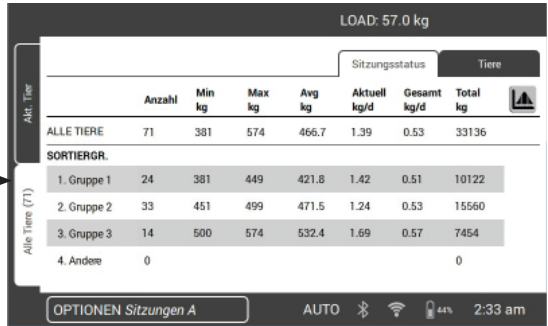 LOAD: 57.0 kg
Sitzungsstatus Tiere
Akt. Tier
Alle Tiere (71)
Anzahl Min kg Max kg Avg kg Aktuell kg/d Gesamt kg/d Total kg
ALLE TIERE 71 381 574 466.7 1.39 0.53 33136
SORTIERGR.
1. Gruppe 1 24 381 449 421.8 1.42 0.51 10122
2. Gruppe 2 33 451 499 471.5 1.24 0.53 15560
3. Gruppe 3 14 500 574 532.4 1.69 0.57 7454
4. Andere 0 0
OPTIONEN Sitzungen A AUTO 44% 2:33 am